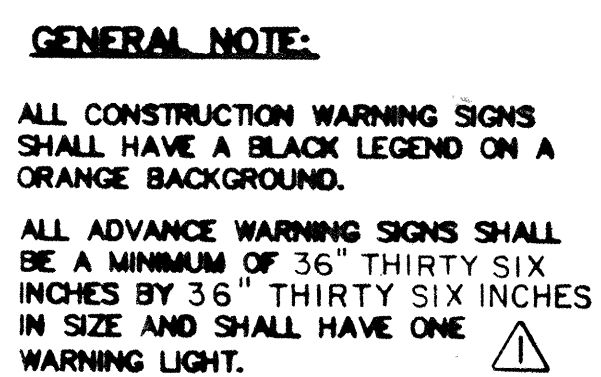 GENERAL NOTE:
ALL CONSTRUCTION WARNING SIGNS
SHALL HAVE A BLACK LEGEND ON A
ORANGE BACKGROUND.
ALL ADVANCE WARNING SIGNS SHALL
BE A MINIMUM OF 36" THIRTY SIX
INCHES BY 36" THIRTY SIX INCHES
IN SIZE AND SHALL HAVE ONE
WARNING LIGHT.
1